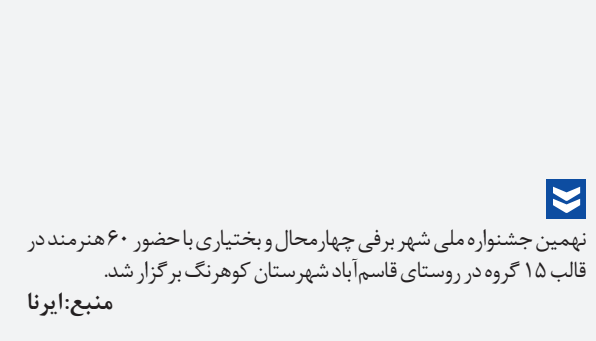 نهمین جشنواره ملی شهر برفی چهارمحال و بختیاری با حضور ۶۰ هنرمند در
قالب ۱۵ گروه در روستای قاسم‌آباد شهرستان کوهرنگ برگزار شد.
منبع:ایرنا